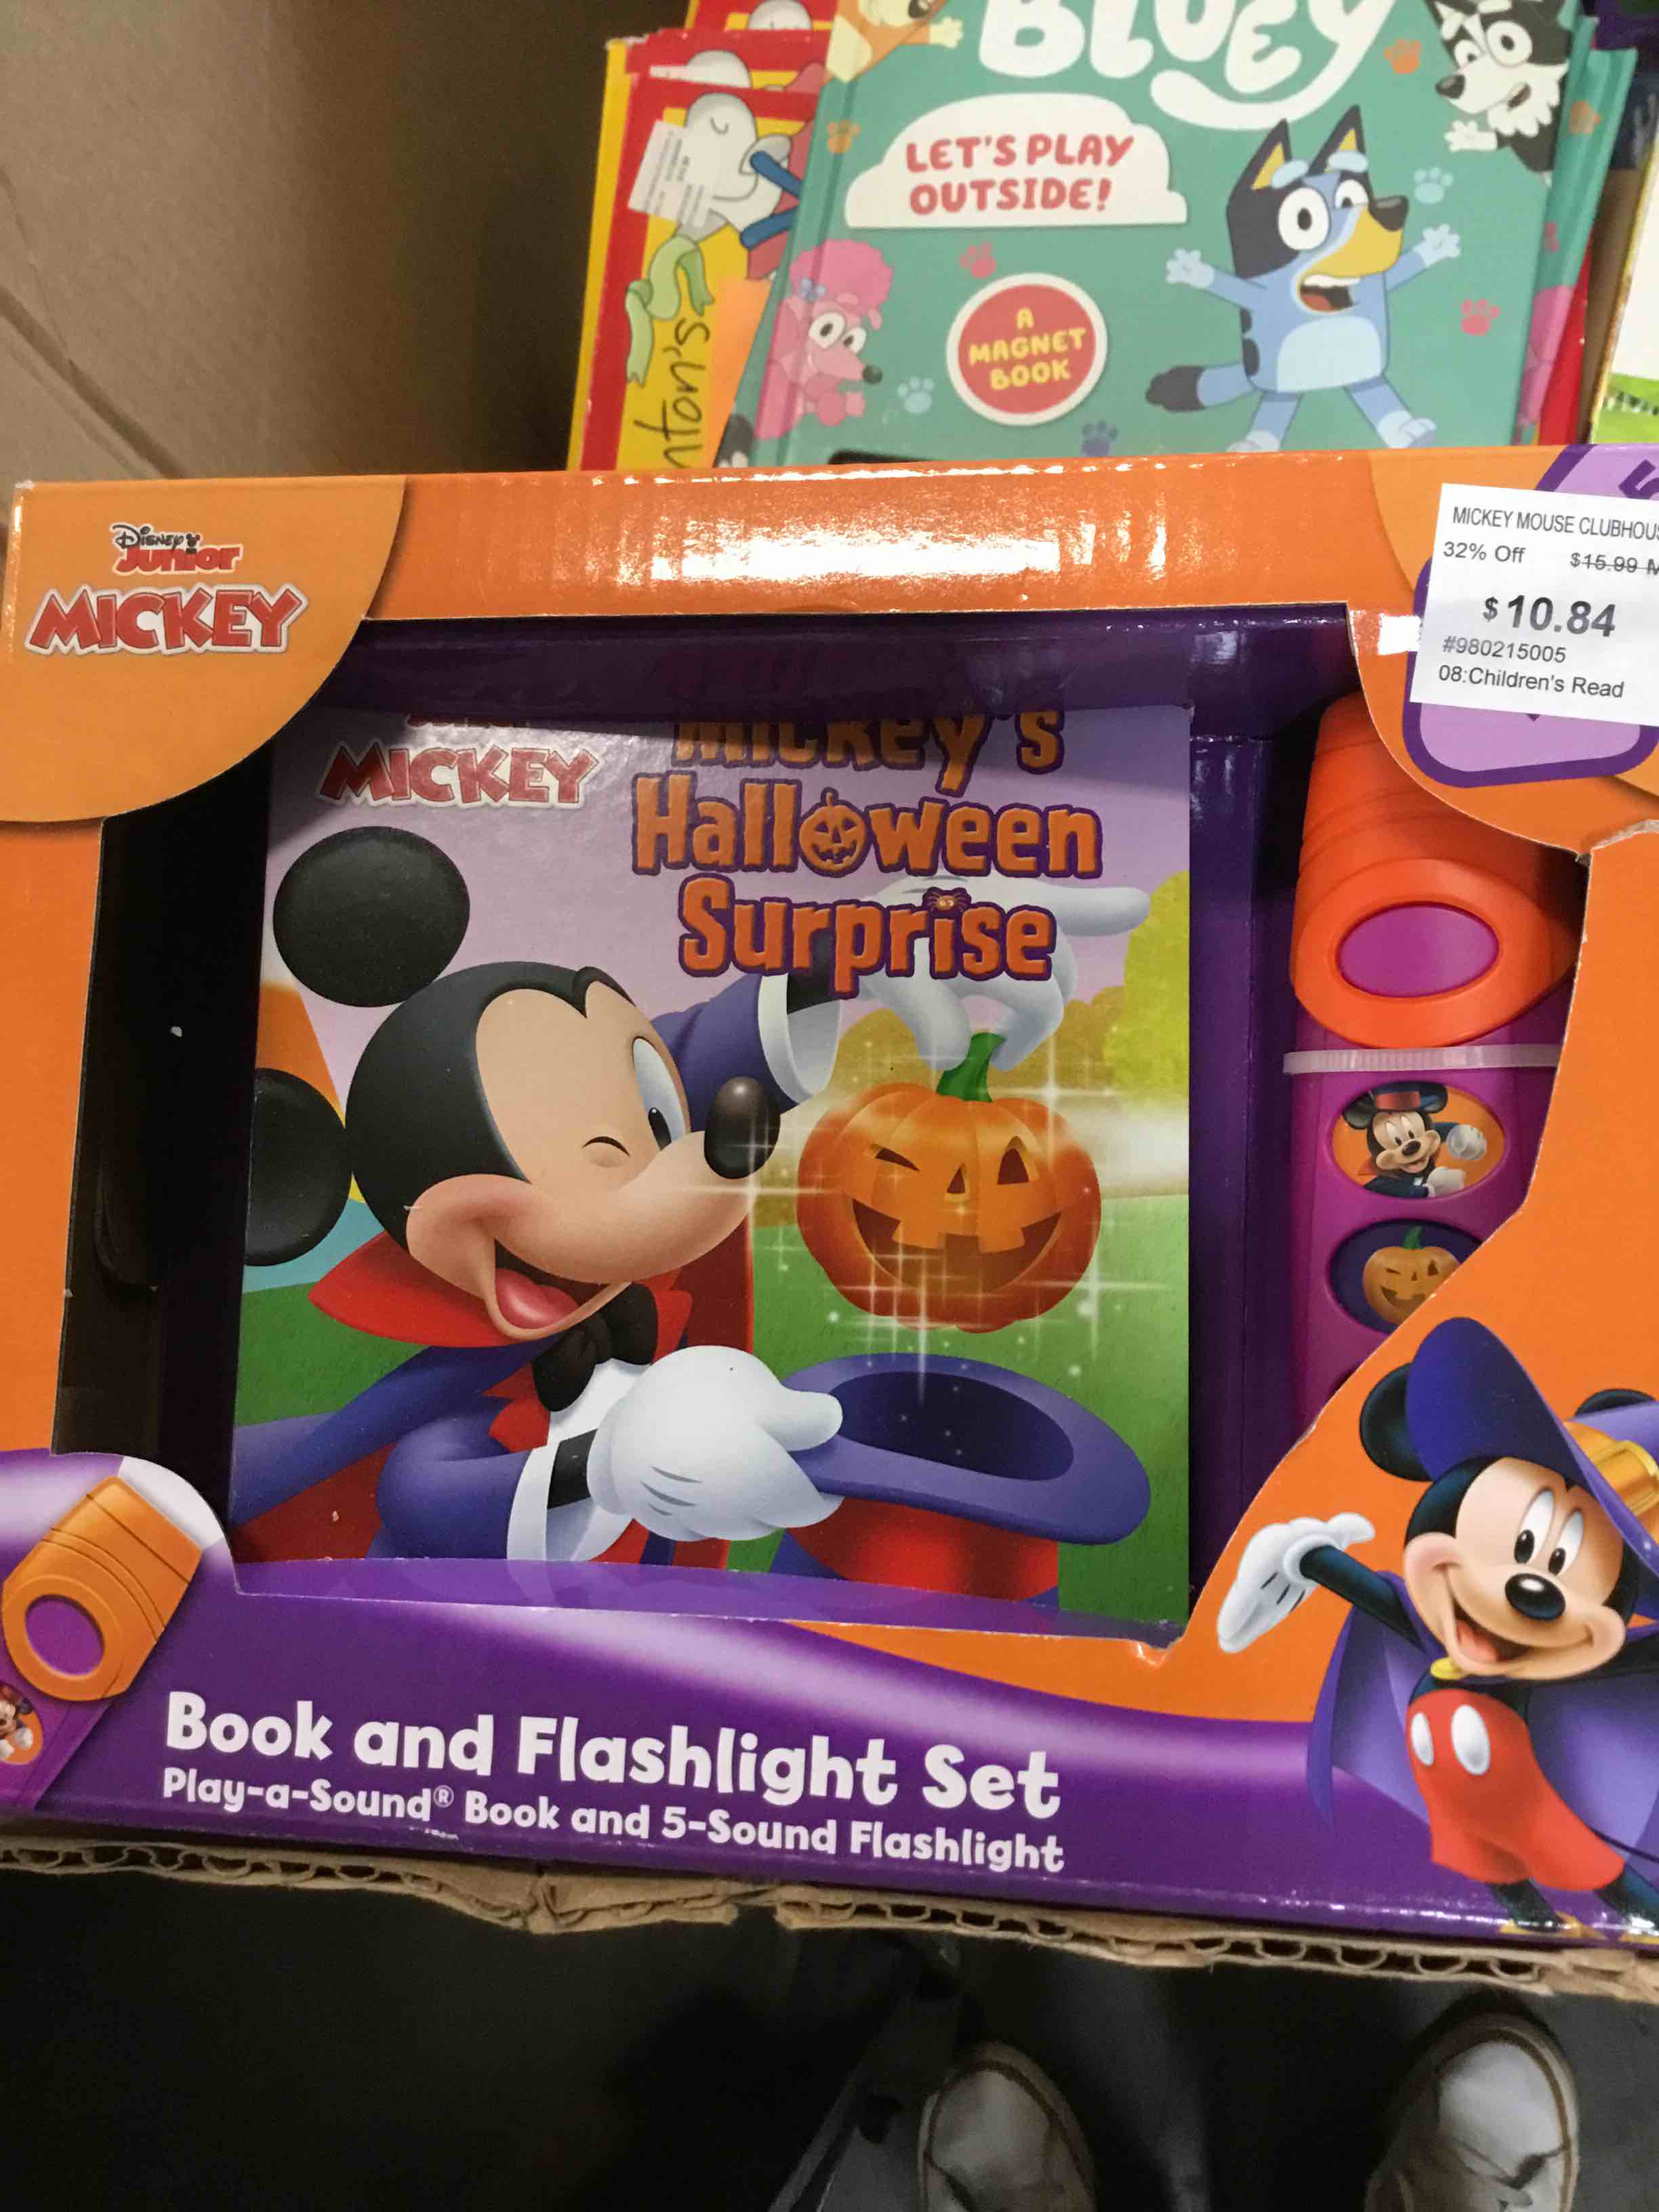 BLUEY
LET'S PLAY
OUTSIDE!
A
MAGNET
BOOK
nton's
Disney
Junior
MICKEY
MICKEY MOUSE CLUBHOUS
32% Off $15.99 M
$10.84
#980215005
08:Children's Read
MICKEY
Mickey's
Halloween
Surprise
Book and Flashlight Set
Play-a-Sound® Book and 5-Sound Flashlight